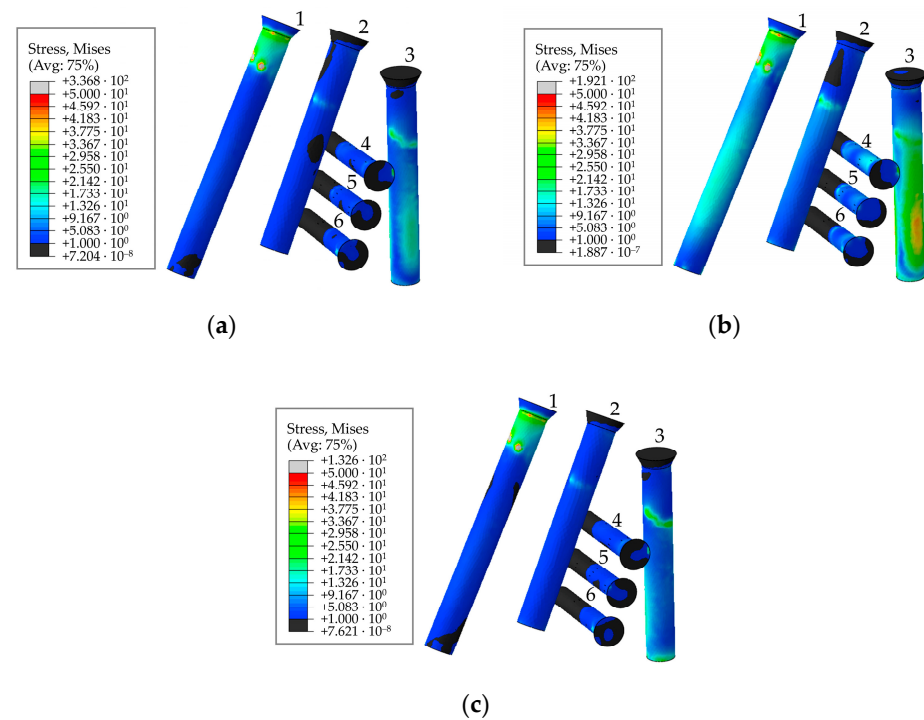 Stress, Mises
(Avg: 75%)
+3.368 · 10²
+5.000 · 10¹
+4.592 · 10¹
+4.183 · 10¹
+3.775 · 10¹
+3.367 · 10¹
+2.958 · 10¹
+2.550 · 10¹
+2.142 · 10¹
+1.733 · 10¹
+1.326 · 10¹
+9.167 · 10⁰
+5.083 · 10⁰
+1.000 · 10⁰
+7.204 · 10⁻⁸
1
2
3
4
5
6
(a)
Stress, Mises
(Avg: 75%)
+1.921 · 10²
+5.000 · 10¹
+4.592 · 10¹
+4.183 · 10¹
+3.775 · 10¹
+3.367 · 10¹
+2.958 · 10¹
+2.550 · 10¹
+2.142 · 10¹
+1.733 · 10¹
+1.326 · 10¹
+9.167 · 10⁰
+5.083 · 10⁰
+1.000 · 10⁰
+1.887 · 10⁻⁷
1
2
3
4
5
6
(b)
Stress, Mises
(Avg: 75%)
+1.326 · 10²
+5.000 · 10¹
+4.592 · 10¹
+4.183 · 10¹
+3.775 · 10¹
+3.367 · 10¹
+2.958 · 10¹
+2.550 · 10¹
+2.142 · 10¹
+1.733 · 10¹
+1.326 · 10¹
+9.167 · 10⁰
+5.083 · 10⁰
+1.000 · 10⁰
+7.621 · 10⁻⁸
1
2
3
4
5
6
(c)